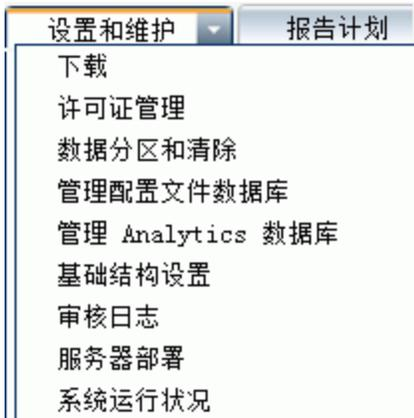 设置和维护 报告计划
下载
许可证管理
数据分区和清除
管理配置文件数据库
管理 Analytics 数据库
基础结构设置
审核日志
服务器部署
系统运行状况